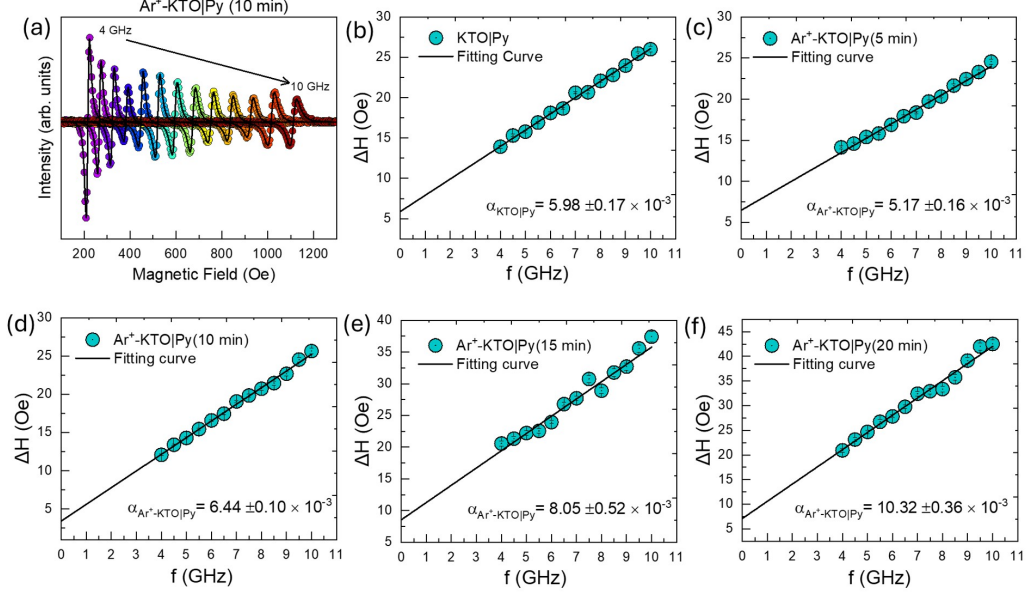 Ar⁺-KTO|Py (10 min)
(a)
4 GHz
10 GHz
Intensity (arb. units)
200 400 600 800 1000 1200
Magnetic Field (Oe)
(b)
KTO|Py
Fitting Curve
ΔH (Oe)
30
25
20
15
10
5
α_KTO|Py = 5.98 ±0.17 × 10⁻³
0 1 2 3 4 5 6 7 8 9 10 11
f (GHz)
(c)
Ar⁺-KTO|Py(5 min)
Fitting curve
ΔH (Oe)
30
25
20
15
10
5
α_Ar⁺-KTO|Py = 5.17 ±0.16 × 10⁻³
0 1 2 3 4 5 6 7 8 9 10 11
f (GHz)
(d)
Ar⁺-KTO|Py(10 min)
Fitting curve
ΔH (Oe)
30
25
20
15
10
5
α_Ar⁺-KTO|Py = 6.44 ±0.10 × 10⁻³
0 1 2 3 4 5 6 7 8 9 10 11
f (GHz)
(e)
Ar⁺-KTO|Py(15 min)
Fitting curve
ΔH (Oe)
40
35
30
25
20
15
10
5
α_Ar⁺-KTO|Py = 8.05 ±0.52 × 10⁻³
0 1 2 3 4 5 6 7 8 9 10 11
f (GHz)
(f)
Ar⁺-KTO|Py(20 min)
Fitting curve
ΔH (Oe)
45
40
35
30
25
20
15
10
5
α_Ar⁺-KTO|Py = 10.32 ±0.36 × 10⁻³
0 1 2 3 4 5 6 7 8 9 10 11
f (GHz)